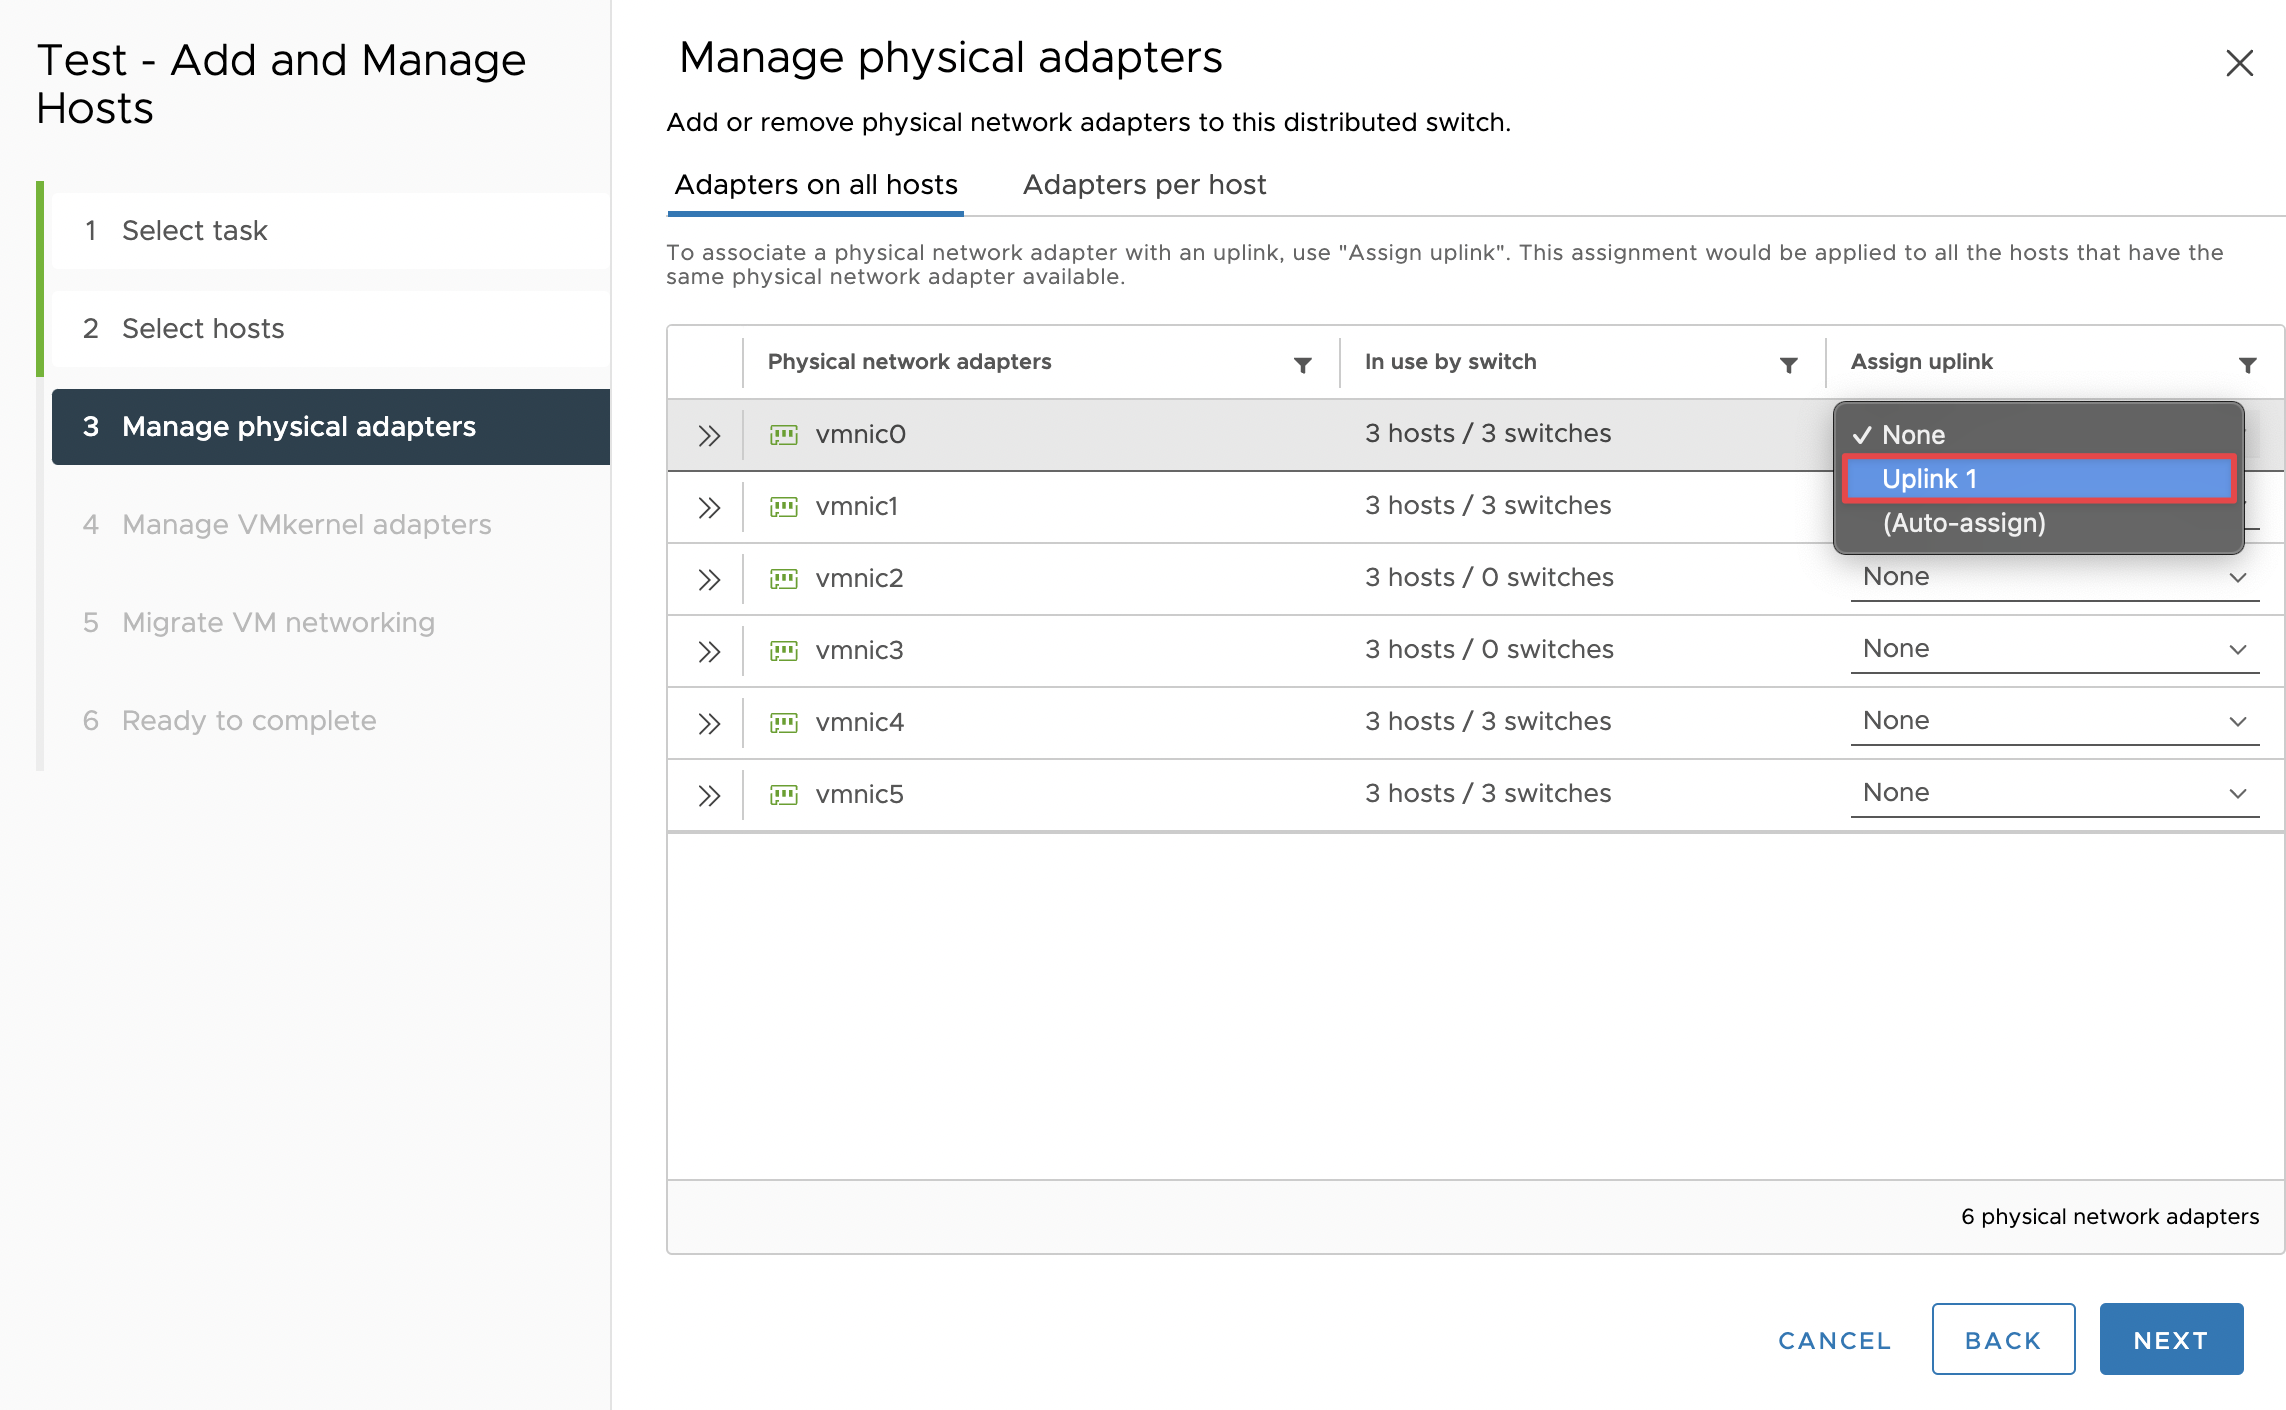 Test - Add and Manage
Hosts
1 Select task
2 Select hosts
3 Manage physical adapters
4 Manage VMkernel adapters
5 Migrate VM networking
6 Ready to complete
Manage physical adapters
Add or remove physical network adapters to this distributed switch.
Adapters on all hosts Adapters per host
To associate a physical network adapter with an uplink, use "Assign uplink". This assignment would be applied to all the hosts that have the
same physical network adapter available.
Physical network adapters In use by switch Assign uplink
vmnic0 3 hosts / 3 switches
✓ None
Uplink 1
(Auto-assign)
vmnic1 3 hosts / 3 switches
vmnic2 3 hosts / 0 switches None
vmnic3 3 hosts / 0 switches None
vmnic4 3 hosts / 3 switches None
vmnic5 3 hosts / 3 switches None
6 physical network adapters
CANCEL BACK NEXT